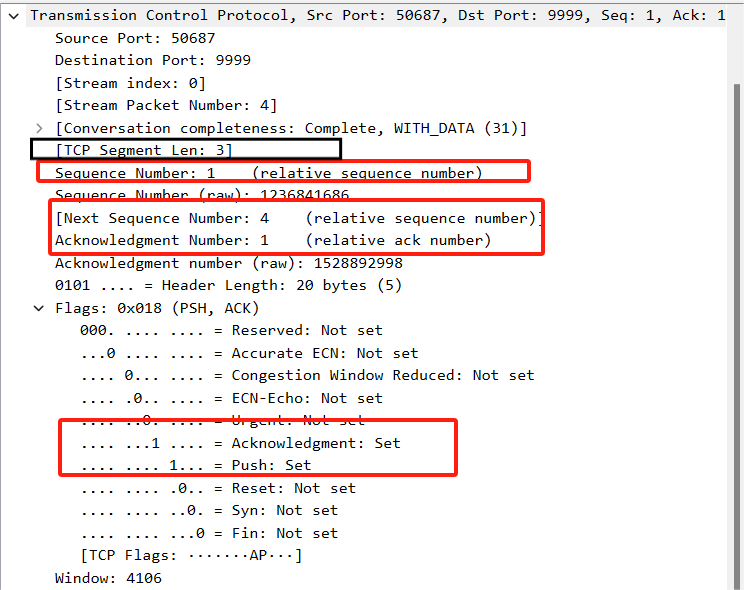 Transmission Control Protocol, Src Port: 50687, Dst Port: 9999, Seq: 1, Ack: 1
Source Port: 50687
Destination Port: 9999
[Stream index: 0]
[Stream Packet Number: 4]
[Conversation completeness: Complete, WITH_DATA (31)]
[TCP Segment Len: 3]
Sequence Number: 1    (relative sequence number)
Sequence Number (raw): 1236841686
[Next Sequence Number: 4    (relative sequence number)]
Acknowledgment Number: 1    (relative ack number)
Acknowledgment number (raw): 1528892998
0101 .... = Header Length: 20 bytes (5)
Flags: 0x018 (PSH, ACK)
000. .... .... = Reserved: Not set
...0 .... .... = Accurate ECN: Not set
.... 0... .... = Congestion Window Reduced: Not set
.... .0.. .... = ECN-Echo: Not set
.... ..0. .... = Urgent: Not set
.... ...1 .... = Acknowledgment: Set
.... .... 1... = Push: Set
.... .... .0.. = Reset: Not set
.... .... ..0. = Syn: Not set
.... .... ...0 = Fin: Not set
[TCP Flags: ·······AP···]
Window: 4106